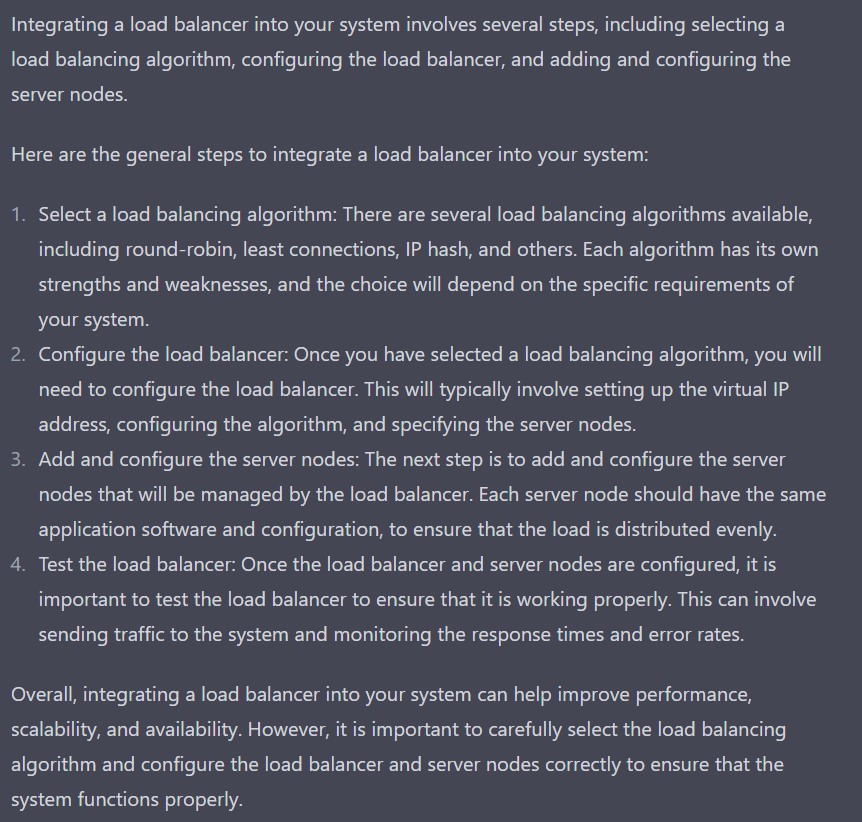 Integrating a load balancer into your system involves several steps, including selecting a
load balancing algorithm, configuring the load balancer, and adding and configuring the
server nodes.
Here are the general steps to integrate a load balancer into your system:
1. Select a load balancing algorithm: There are several load balancing algorithms available,
including round-robin, least connections, IP hash, and others. Each algorithm has its own
strengths and weaknesses, and the choice will depend on the specific requirements of
your system.
2. Configure the load balancer: Once you have selected a load balancing algorithm, you will
need to configure the load balancer. This will typically involve setting up the virtual IP
address, configuring the algorithm, and specifying the server nodes.
3. Add and configure the server nodes: The next step is to add and configure the server
nodes that will be managed by the load balancer. Each server node should have the same
application software and configuration, to ensure that the load is distributed evenly.
4. Test the load balancer: Once the load balancer and server nodes are configured, it is
important to test the load balancer to ensure that it is working properly. This can involve
sending traffic to the system and monitoring the response times and error rates.
Overall, integrating a load balancer into your system can help improve performance,
scalability, and availability. However, it is important to carefully select the load balancing
algorithm and configure the load balancer and server nodes correctly to ensure that the
system functions properly.